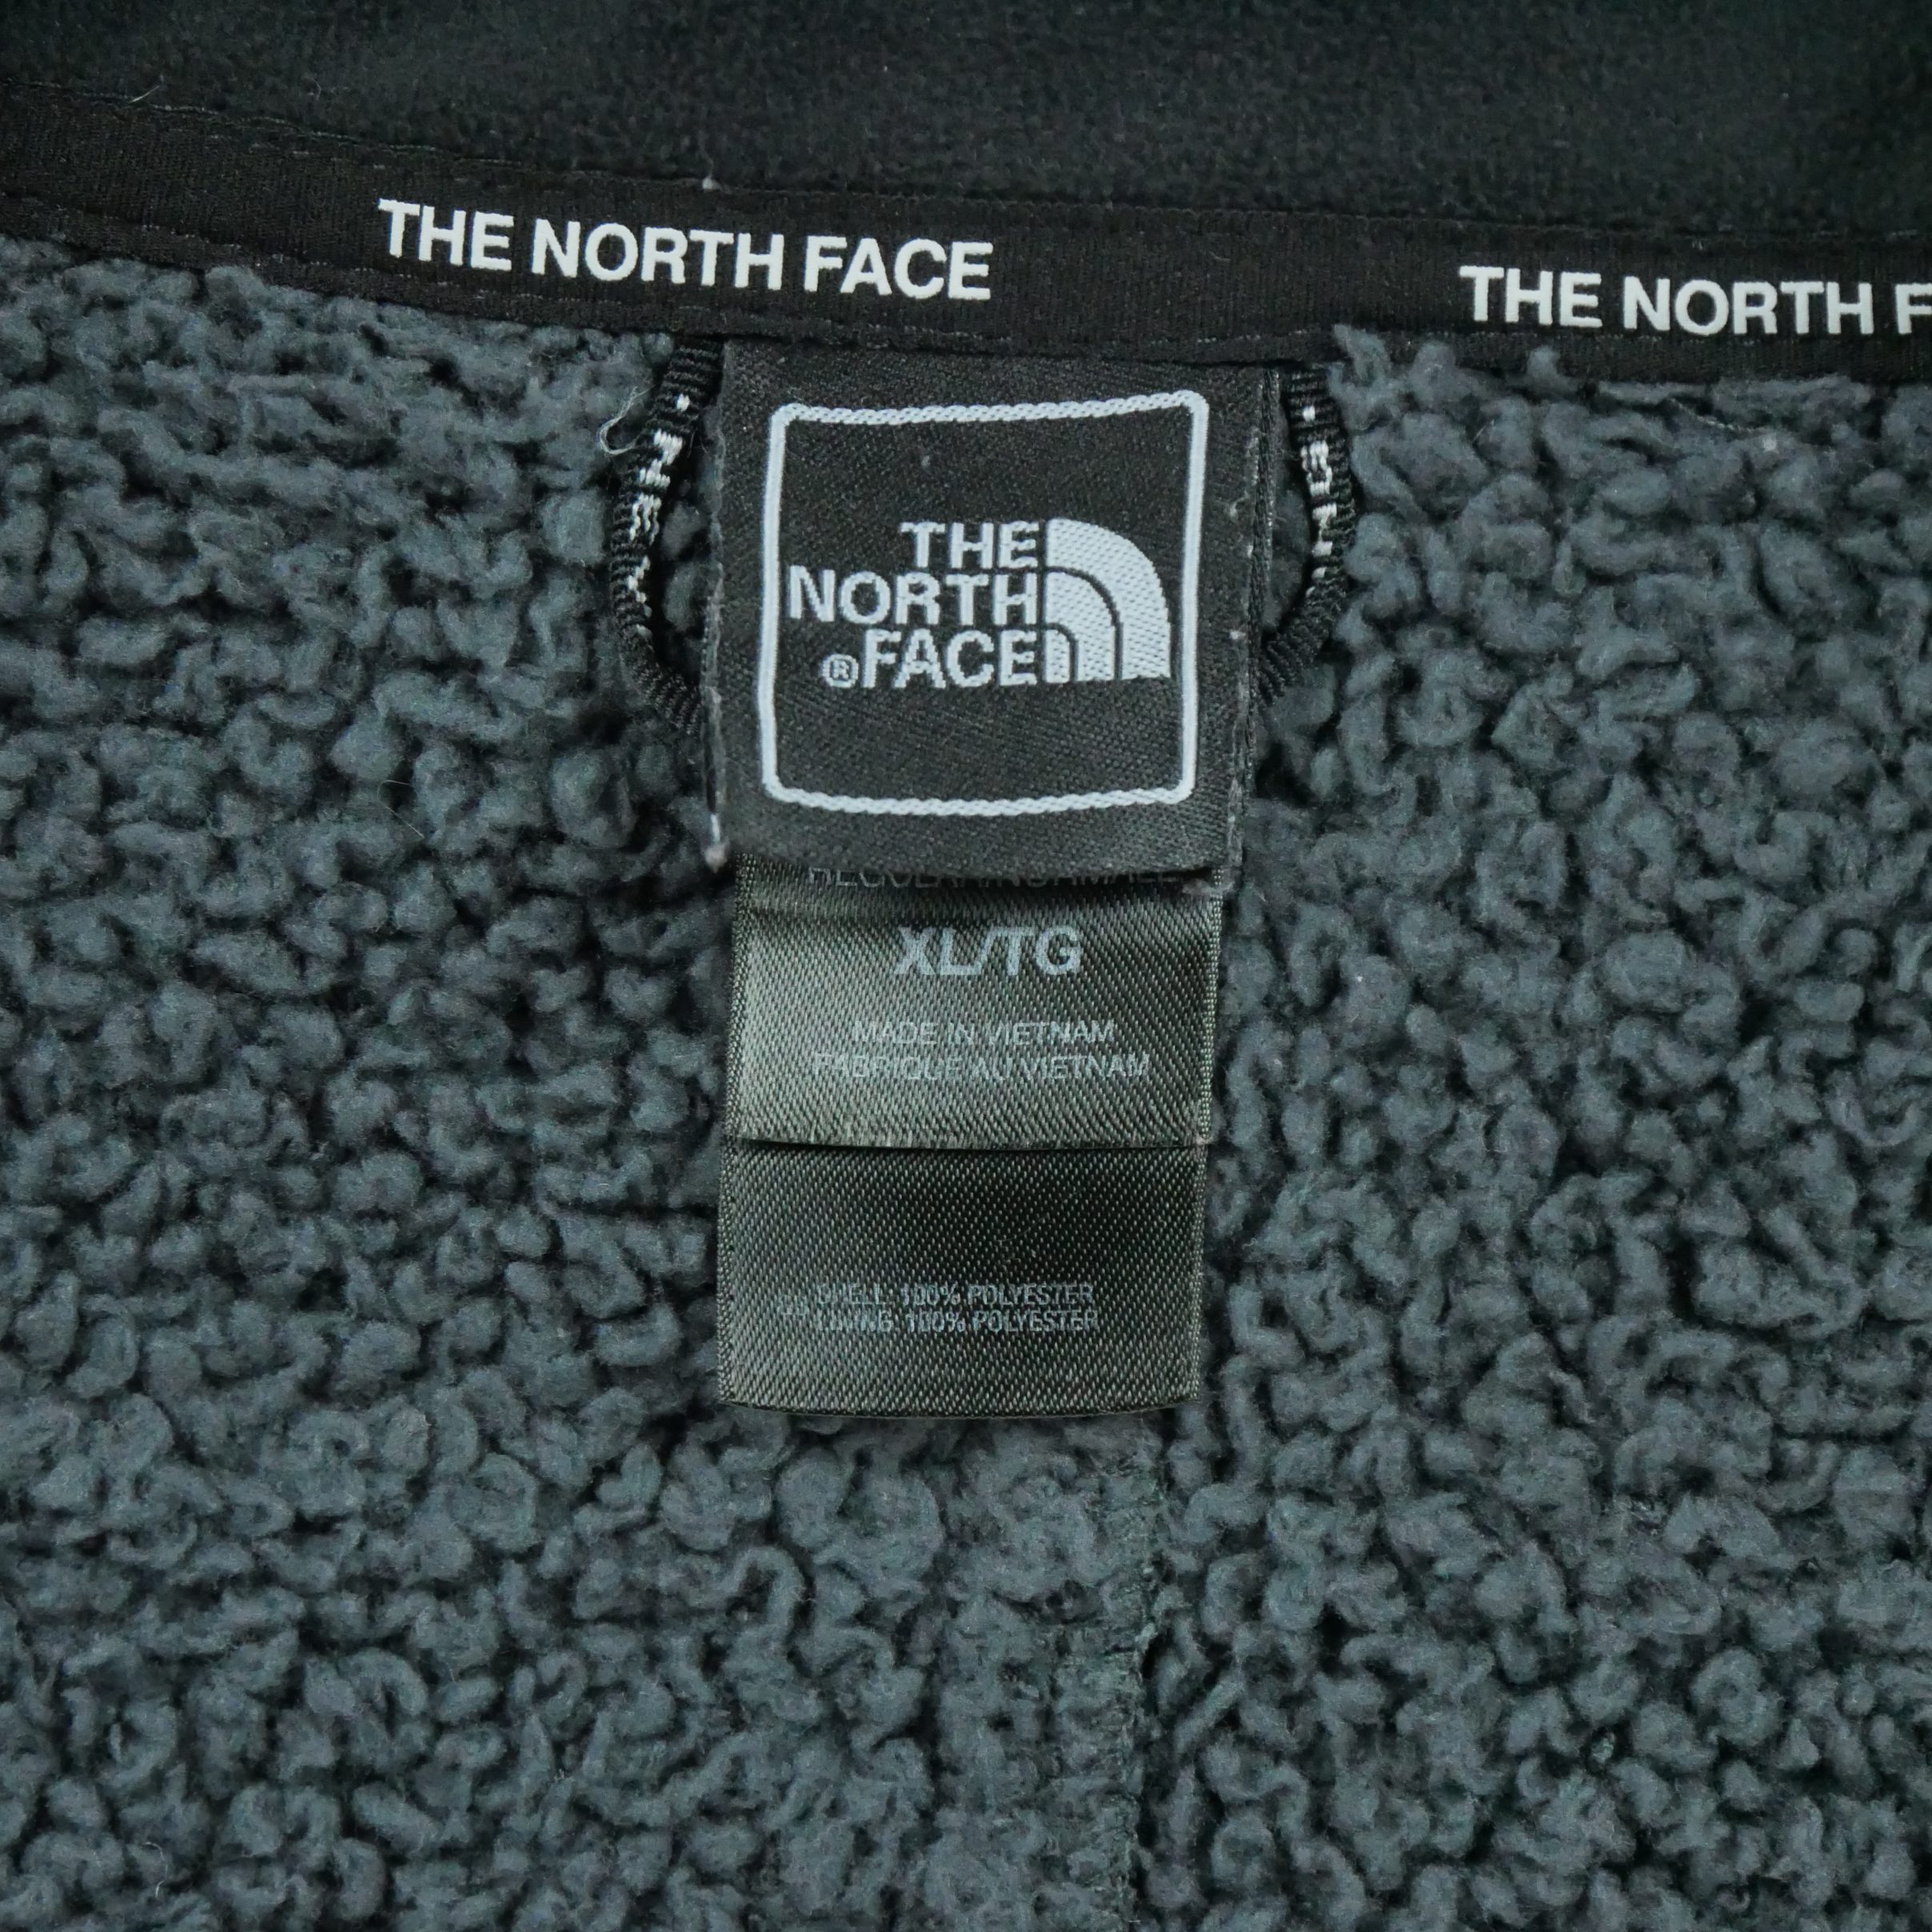 THE NORTH FACE
THE NORTH F
THE
NORTH
®FACE
XL/TG
MADE IN VIETNAM
FABRIQUE AU VIETNAM
SHELL: 100% POLYESTER
LINING: 100% POLYESTER